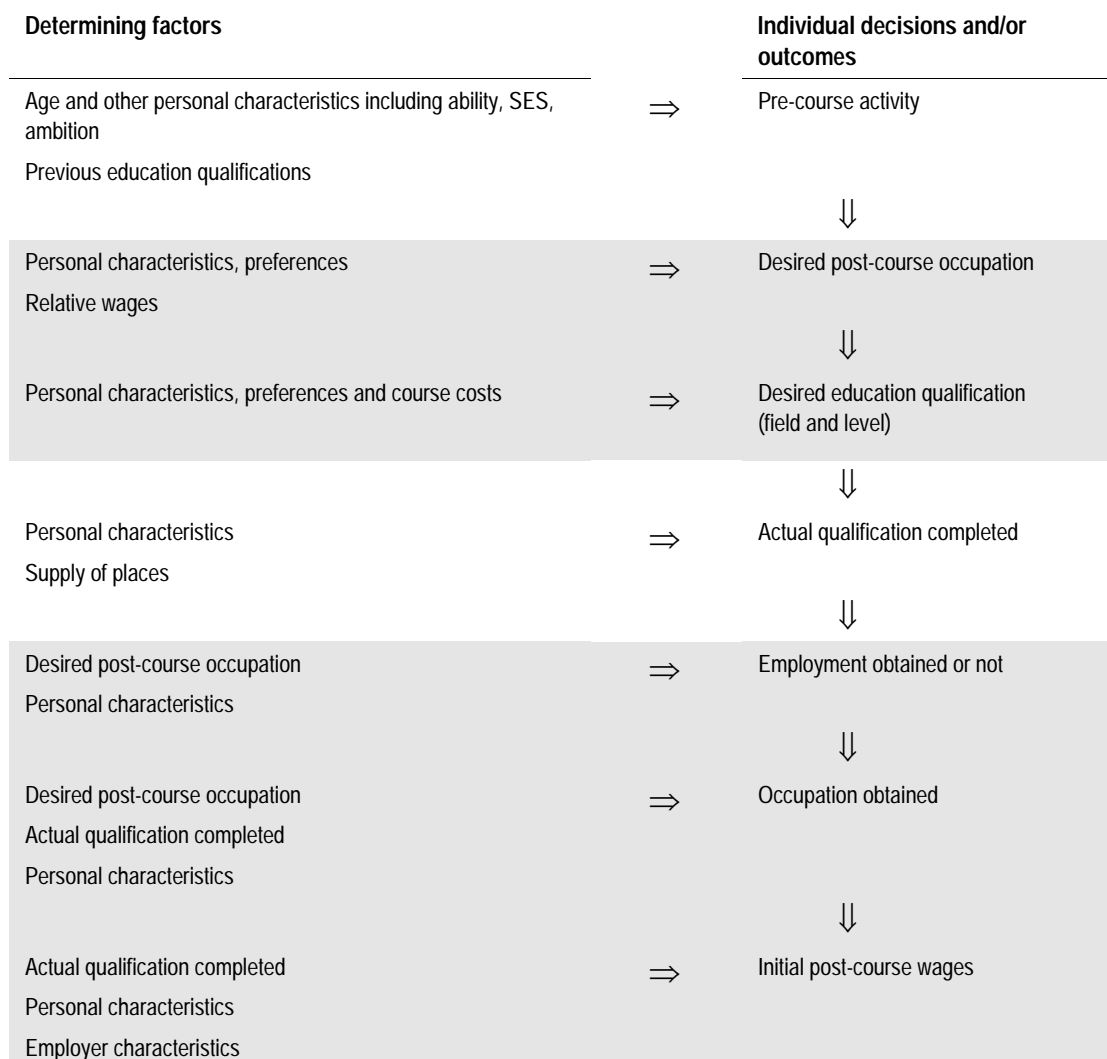 Determining factors
Individual decisions and/or
outcomes
Age and other personal characteristics including ability, SES,
ambition
⇒
Pre-course activity
Previous education qualifications
⇓
Personal characteristics, preferences
⇒
Desired post-course occupation
Relative wages
⇓
Personal characteristics, preferences and course costs
⇒
Desired education qualification
(field and level)
⇓
Personal characteristics
⇒
Actual qualification completed
Supply of places
⇓
Desired post-course occupation
⇒
Employment obtained or not
Personal characteristics
⇓
Desired post-course occupation
⇒
Occupation obtained
Actual qualification completed
Personal characteristics
⇓
Actual qualification completed
⇒
Initial post-course wages
Personal characteristics
Employer characteristics